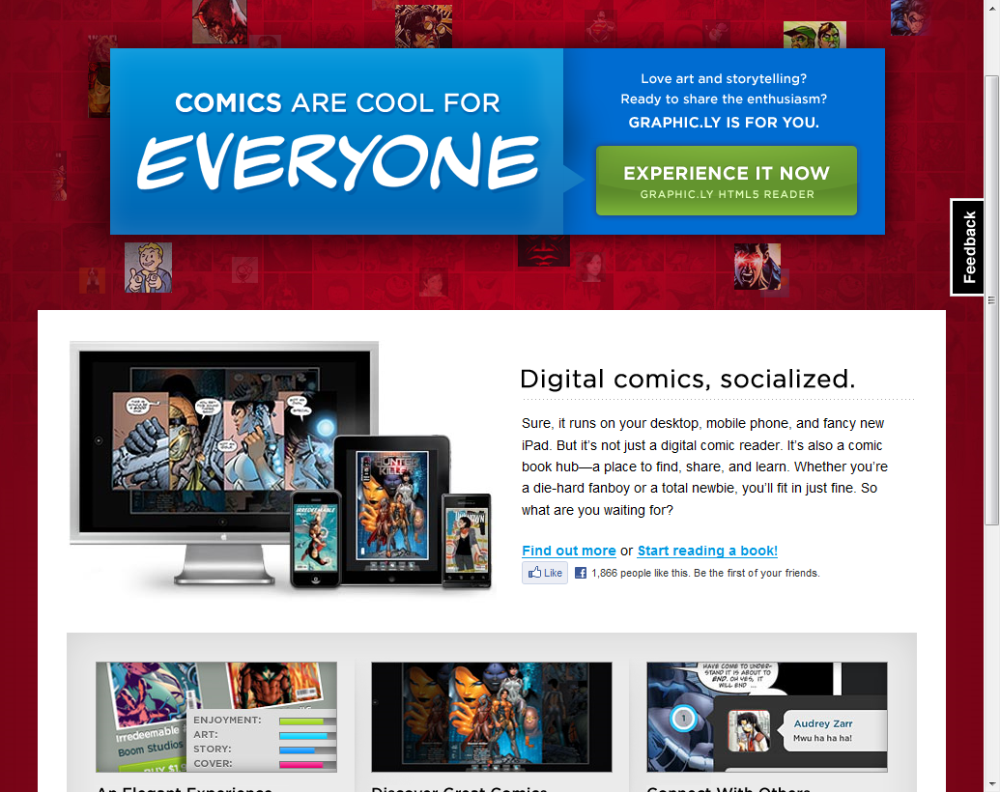 COMICS ARE COOL FOR
EVERYONE
Love art and storytelling?
Ready to share the enthusiasm?
GRAPHIC.LY IS FOR YOU.
EXPERIENCE IT NOW
GRAPHIC.LY HTML5 READER
Feedback
Digital comics, socialized.
Sure, it runs on your desktop, mobile phone, and fancy new
iPad. But it's not just a digital comic reader. It's also a comic
book hub—a place to find, share, and learn. Whether you're
a die-hard fanboy or a total newbie, you'll fit in just fine. So
what are you waiting for?
Find out more or Start reading a book!
Like 1,866 people like this. Be the first of your friends.
HUNTER
KILLER
IRREDEEMABLE
UNKNOWN
Irredeemable
Boom Studios
BUY $1
ENJOYMENT:
ART:
STORY:
COVER:
HAVE COME TO UNDER-
STAND IT IS ABOUT TO
END. OH YES, IT
WILL END ...
1
Audrey Zarr
Mwu ha ha ha!
An Elegant Experience
Discover Great Comics
Connect With Others